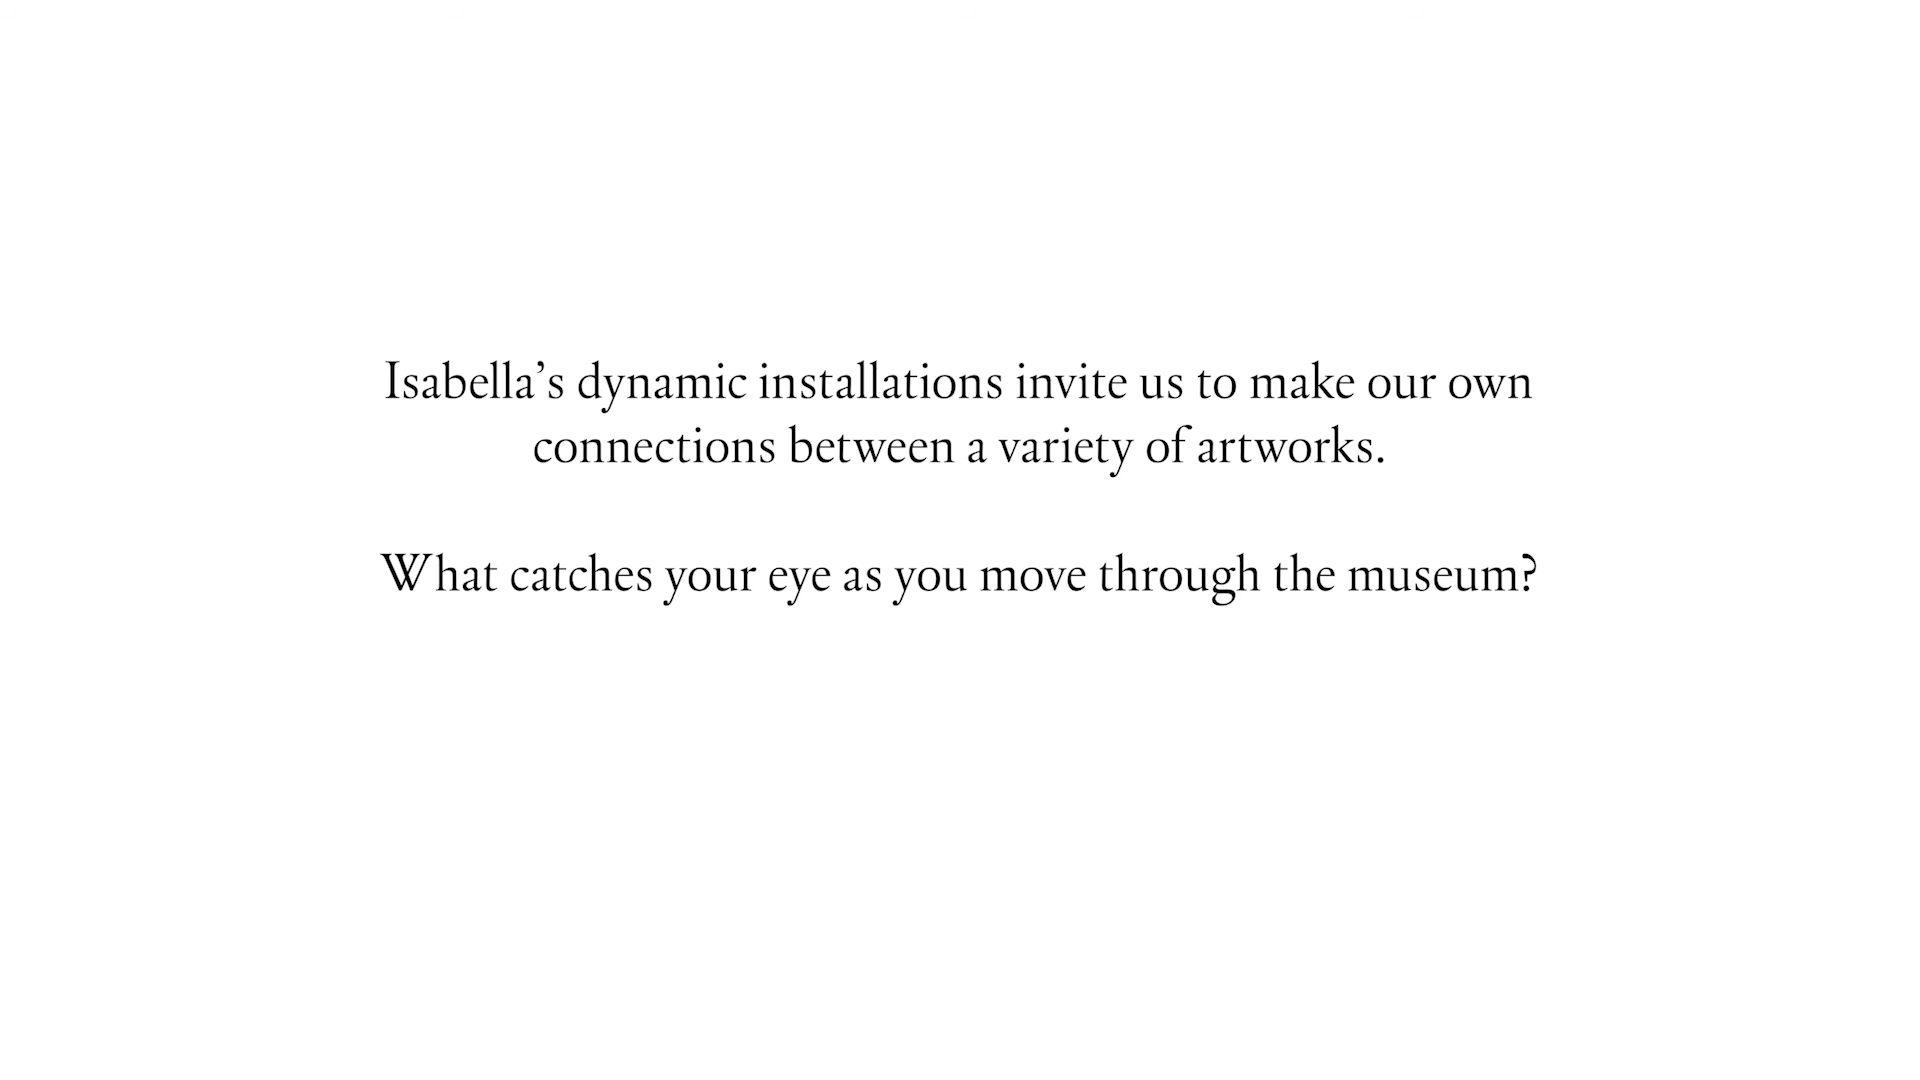 Isabella’s dynamic installations invite us to make our own
connections between a variety of artworks.
What catches your eye as you move through the museum?